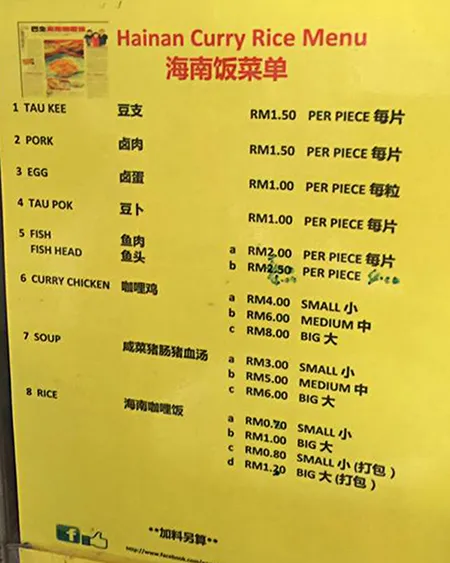 Hainan Curry Rice Menu
海南饭菜单
1 TAU KEE 豆支 RM1.50 PER PIECE 每片
2 PORK 卤肉 RM1.50 PER PIECE 每片
3 EGG 卤蛋 RM1.00 PER PIECE 每粒
4 TAU POK 豆卜 RM1.00 PER PIECE 每片
5 FISH 鱼肉 a RM2.00 PER PIECE 每片
FISH HEAD 鱼头 b RM2.50 PER PIECE
6 CURRY CHICKEN 咖哩鸡 a RM4.00 SMALL 小
b RM6.00 MEDIUM 中
c RM8.00 BIG 大
7 SOUP 咸菜猪肠猪血汤 a RM3.00 SMALL 小
b RM5.00 MEDIUM 中
c RM6.00 BIG 大
8 RICE 海南咖哩饭 a RM0.70 SMALL 小
b RM1.00 BIG 大
c RM0.80 SMALL 小 (打包)
d RM1.20 BIG 大 (打包)
**加料另算**
http://www.facebook.com/